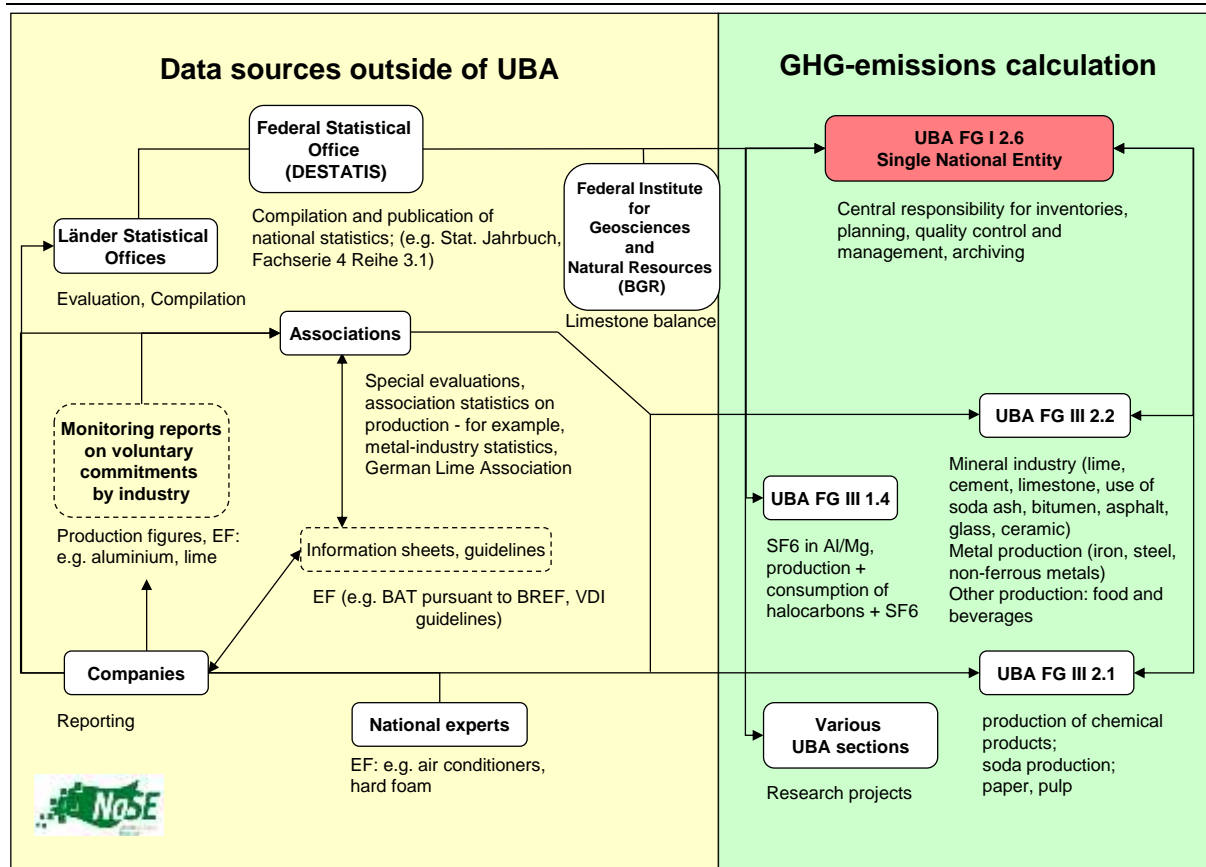 Data sources outside of UBA
Federal Statistical
Office
(DESTATIS)
Compilation and publication of
national statistics; (e.g. Stat. Jahrbuch,
Fachserie 4 Reihe 3.1)
Länder Statistical
Offices
Evaluation, Compilation
Federal Institute
for
Geosciences
and
Natural Resources
(BGR)
Limestone balance
Associations
Special evaluations,
association statistics on
production - for example,
metal-industry statistics,
German Lime Association
Monitoring reports
on voluntary
commitments
by industry
Production figures, EF:
e.g. aluminium, lime
Information sheets, guidelines
EF (e.g. BAT pursuant to BREF, VDI
guidelines)
Companies
Reporting
National experts
EF: e.g. air conditioners,
hard foam
NaSE
GHG-emissions calculation
UBA FG I 2.6
Single National Entity
Central responsibility for inventories,
planning, quality control and
management, archiving
UBA FG III 2.2
Mineral industry (lime,
cement, limestone, use of
soda ash, bitumen, asphalt,
glass, ceramic)
Metal production (iron, steel,
non-ferrous metals)
Other production: food and
beverages
UBA FG III 1.4
SF6 in Al/Mg,
production +
consumption of
halocarbons + SF6
UBA FG III 2.1
production of chemical
products;
soda production;
paper, pulp
Various
UBA sections
Research projects